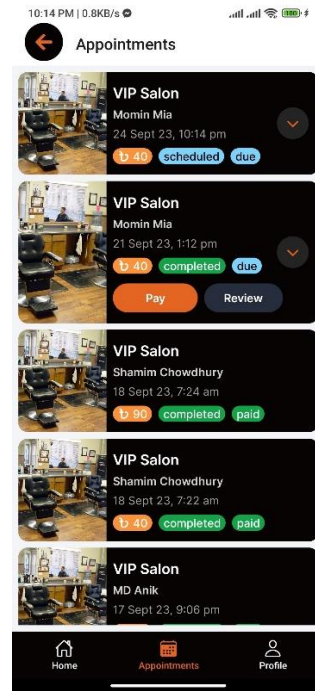 10:14 PM | 0.8KB/s
100
Appointments
VIP Salon
Momin Mia
24 Sept 23, 10:14 pm
৳ 40 scheduled due
VIP Salon
Momin Mia
21 Sept 23, 1:12 pm
৳ 40 completed due
Pay Review
VIP Salon
Shamim Chowdhury
18 Sept 23, 7:24 am
৳ 90 completed paid
VIP Salon
Shamim Chowdhury
18 Sept 23, 7:22 am
৳ 40 completed paid
VIP Salon
MD Anik
17 Sept 23, 9:06 pm
Home Appointments Profile